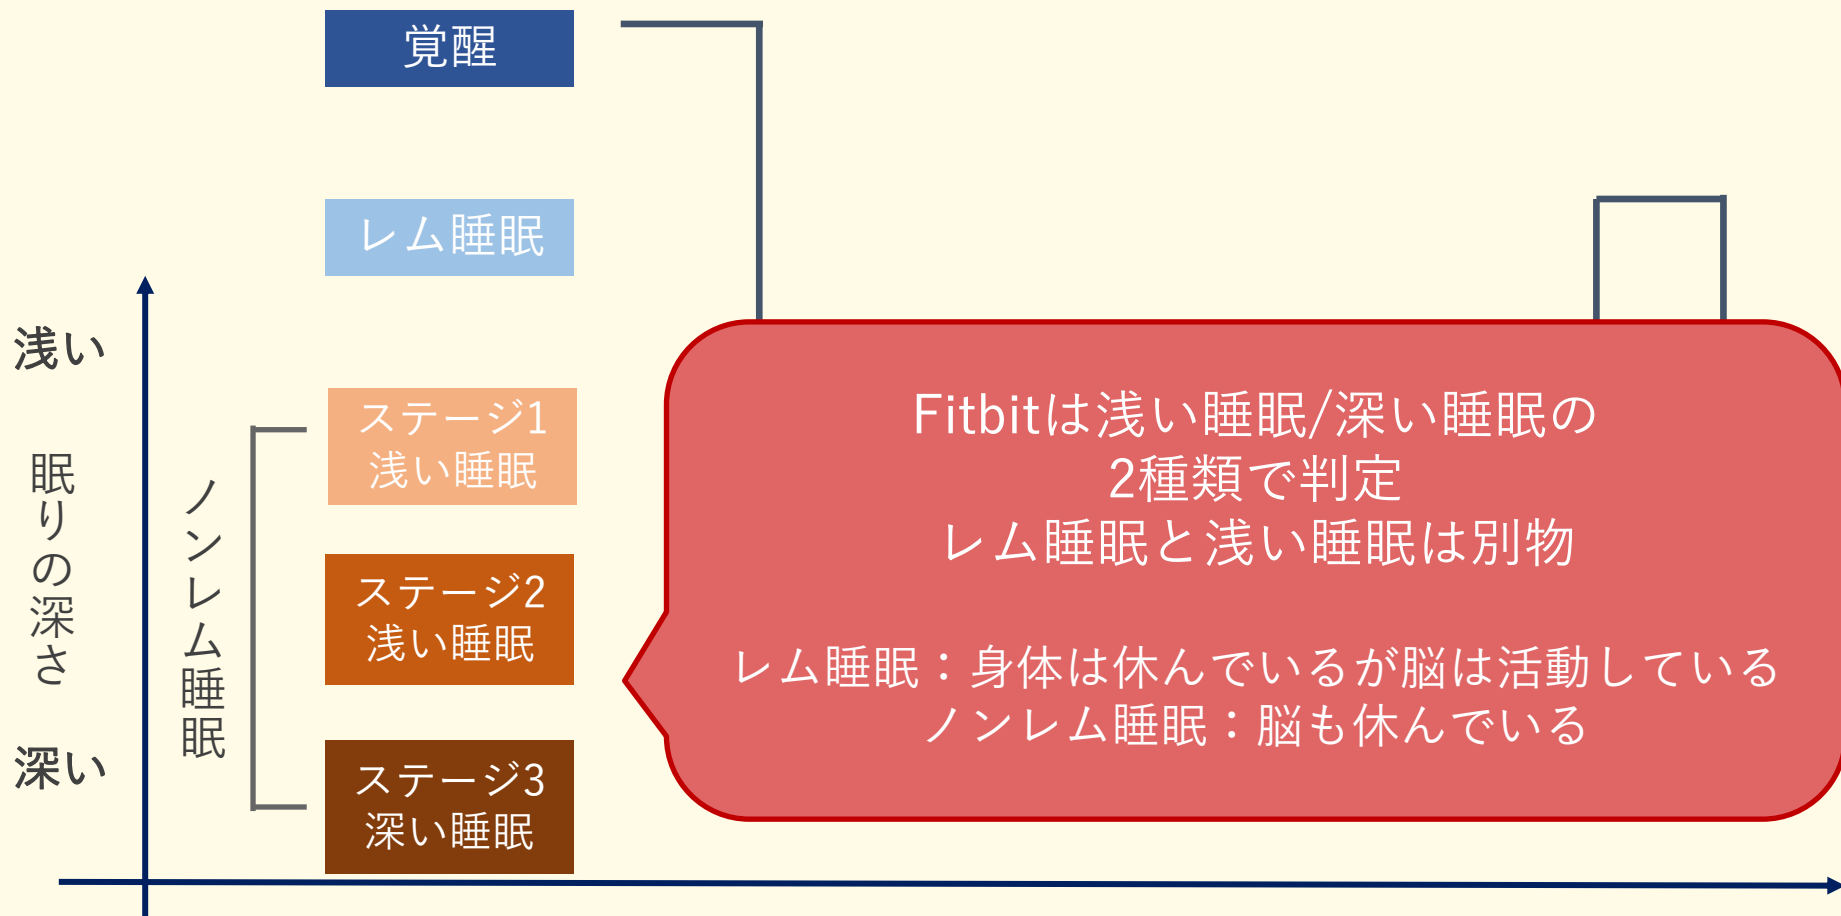 覚醒
レム睡眠
浅い
眠りの深さ
深い
ノンレム睡眠
ステージ1
浅い睡眠
ステージ2
浅い睡眠
ステージ3
深い睡眠
Fitbitは浅い睡眠/深い睡眠の
2種類で判定
レム睡眠と浅い睡眠は別物
レム睡眠：身体は休んでいるが脳は活動している
ノンレム睡眠：脳も休んでいる